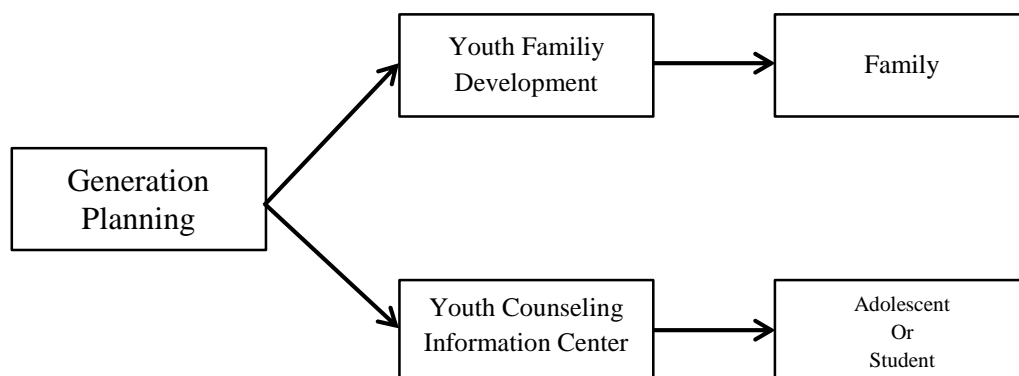 Generation
Planning
Youth Familiy
Development
Family
Youth Counseling
Information Center
Adolescent
Or
Student